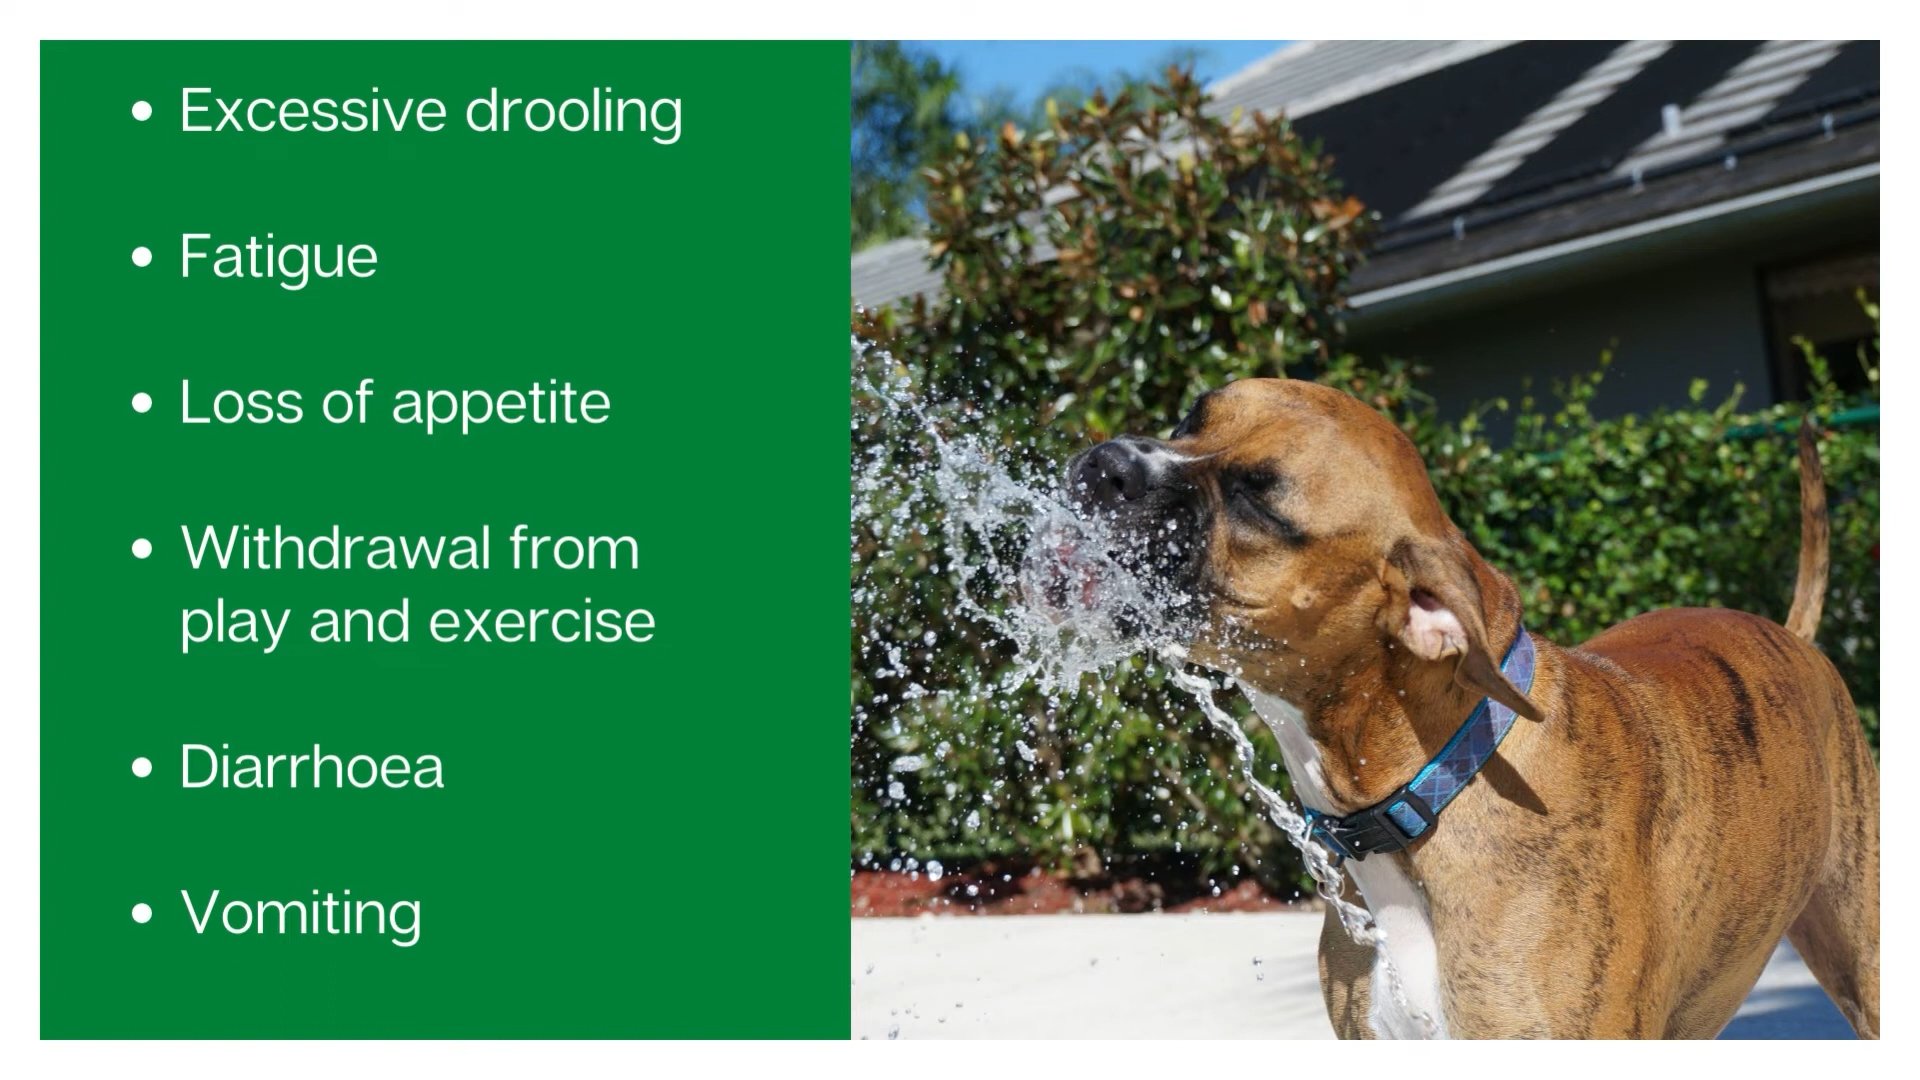 • Excessive drooling
• Fatigue
• Loss of appetite
• Withdrawal from
play and exercise
• Diarrhoea
• Vomiting